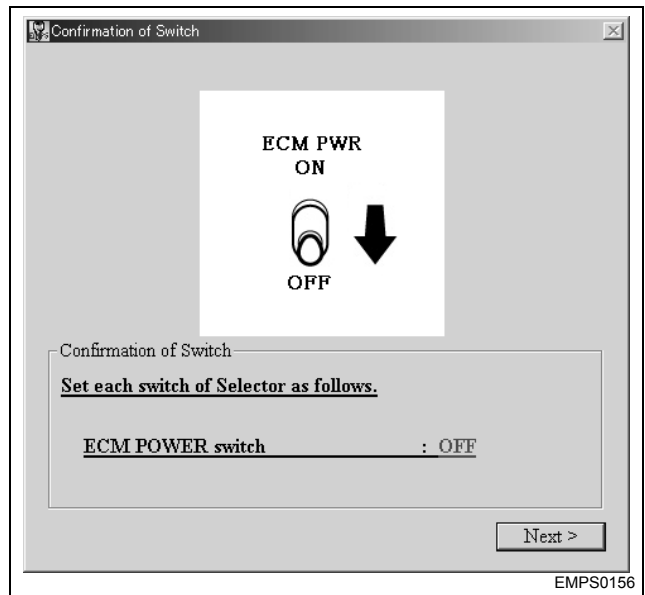 Confirmation of Switch
ECM PWR
ON
OFF
Confirmation of Switch
Set each switch of Selector as follows.
ECM POWER switch : OFF
Next >
EMPS0156